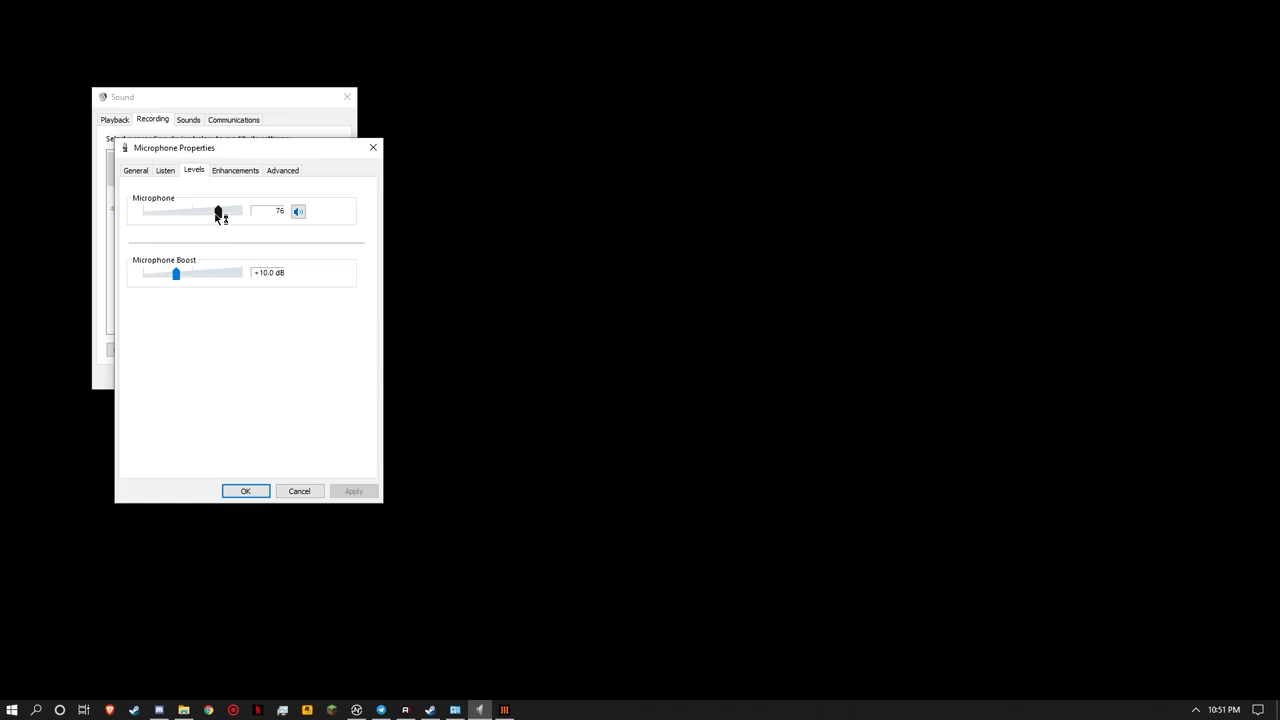 Sound
Playback Recording Sounds Communications
Microphone Properties
General Listen Levels Enhancements Advanced
Microphone
76
Microphone Boost
+10.0 dB
OK Cancel Apply
10:51 PM